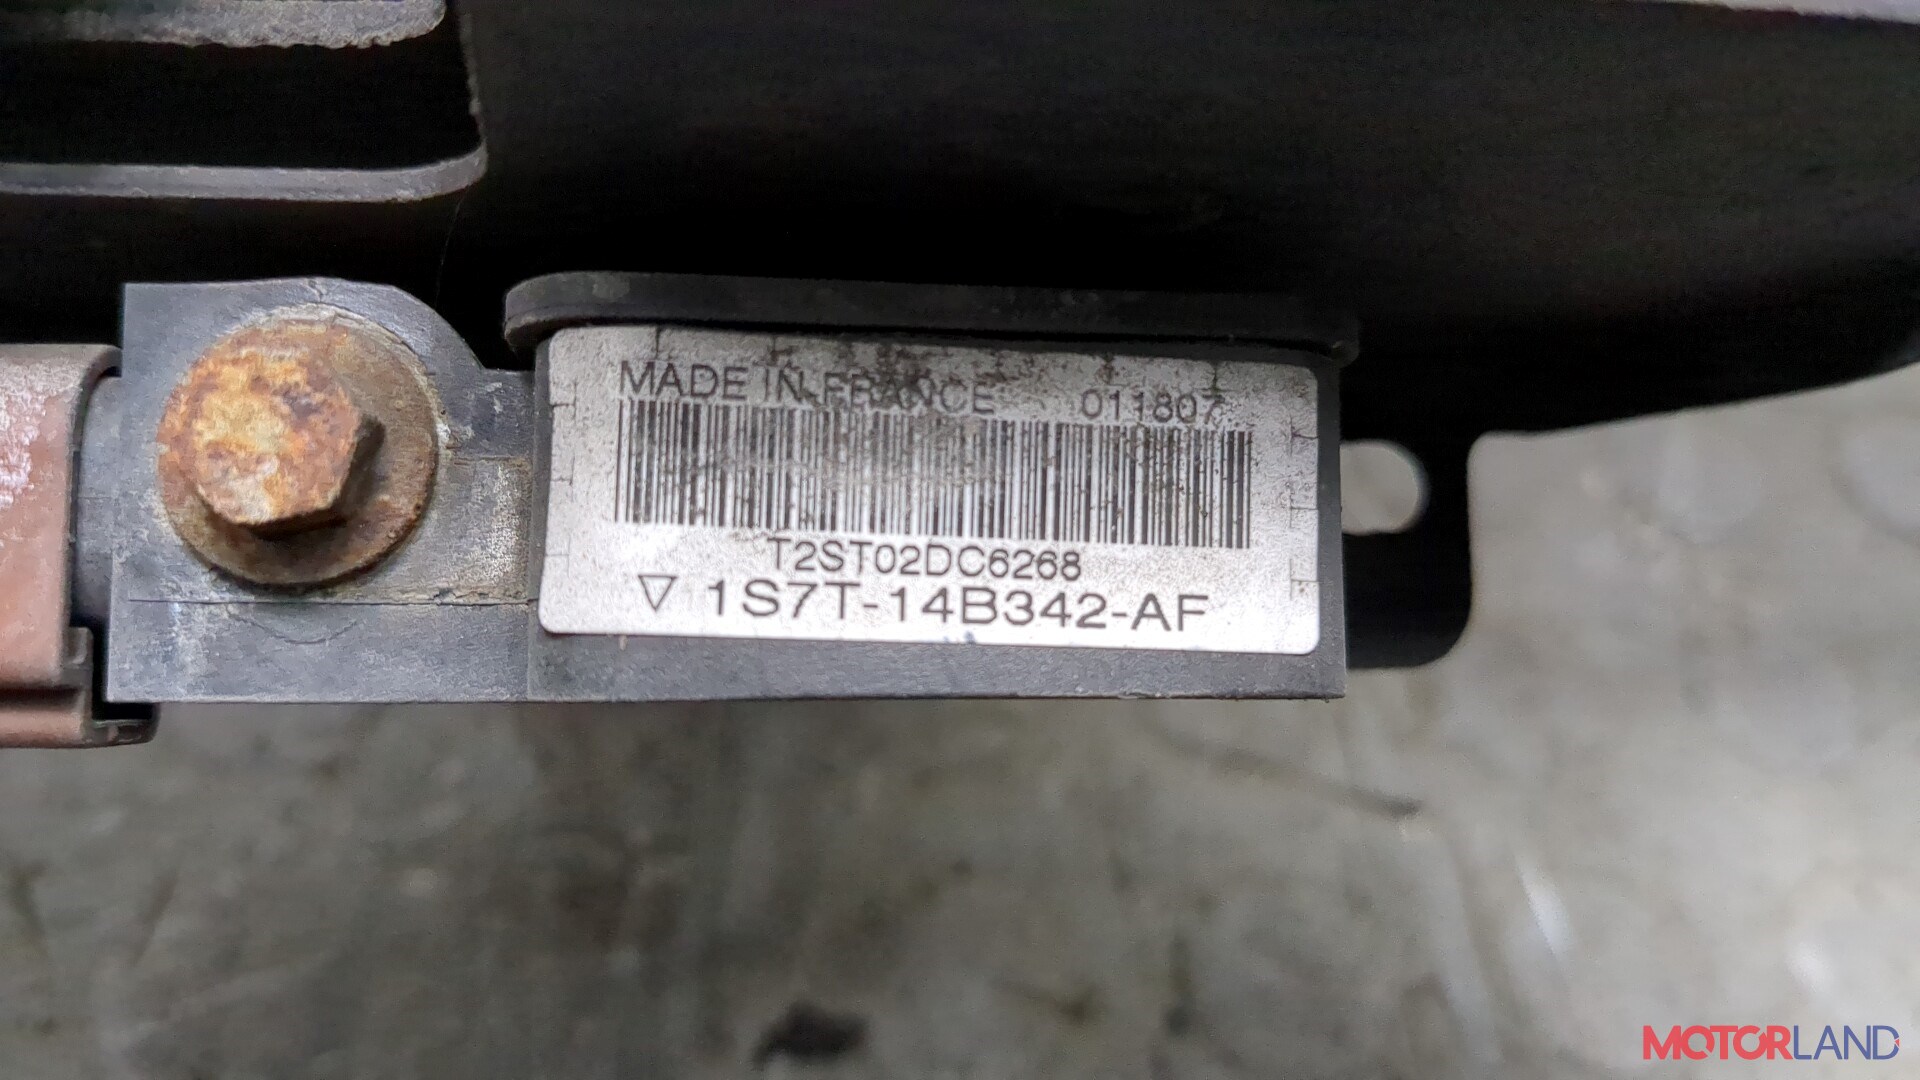 MADE IN FRANCE 011807
T2ST02DC6268
▽ 1S7T-14B342-AF
MOTORLAND